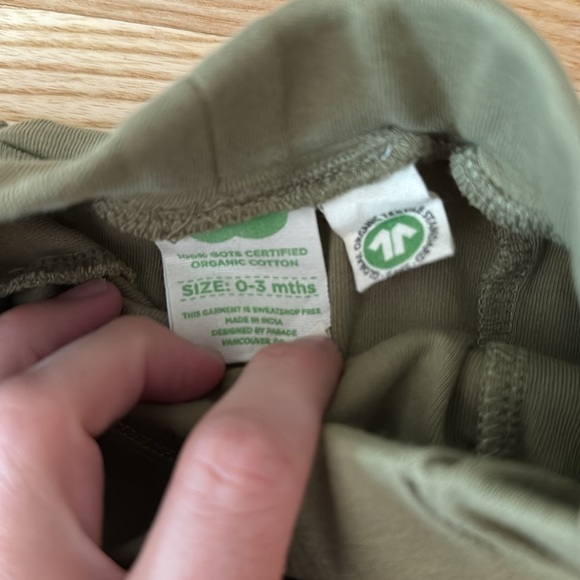 100% GOTS CERTIFIED
ORGANIC COTTON
SIZE: 0-3 mths
THIS GARMENT IS SWEATSHOP FREE
MADE IN INDIA
DESIGNED BY PARADE
VANCOUVER
GLOBAL ORGANIC TEXTILE STANDARD